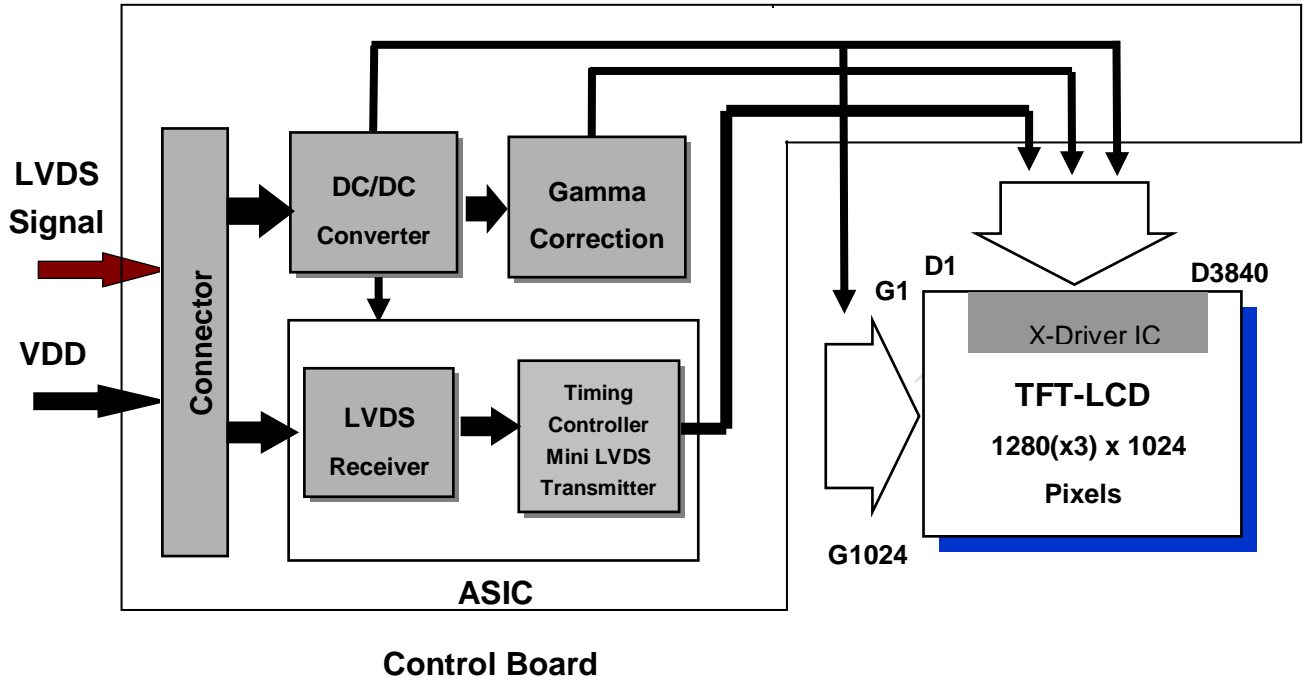 LVDS
Signal
VDD
Connector
DC/DC
Converter
Gamma
Correction
LVDS
Receiver
Timing
Controller
Mini LVDS
Transmitter
ASIC
Control Board
D1
D3840
G1
G1024
X-Driver IC
TFT-LCD
1280(x3) x 1024
Pixels